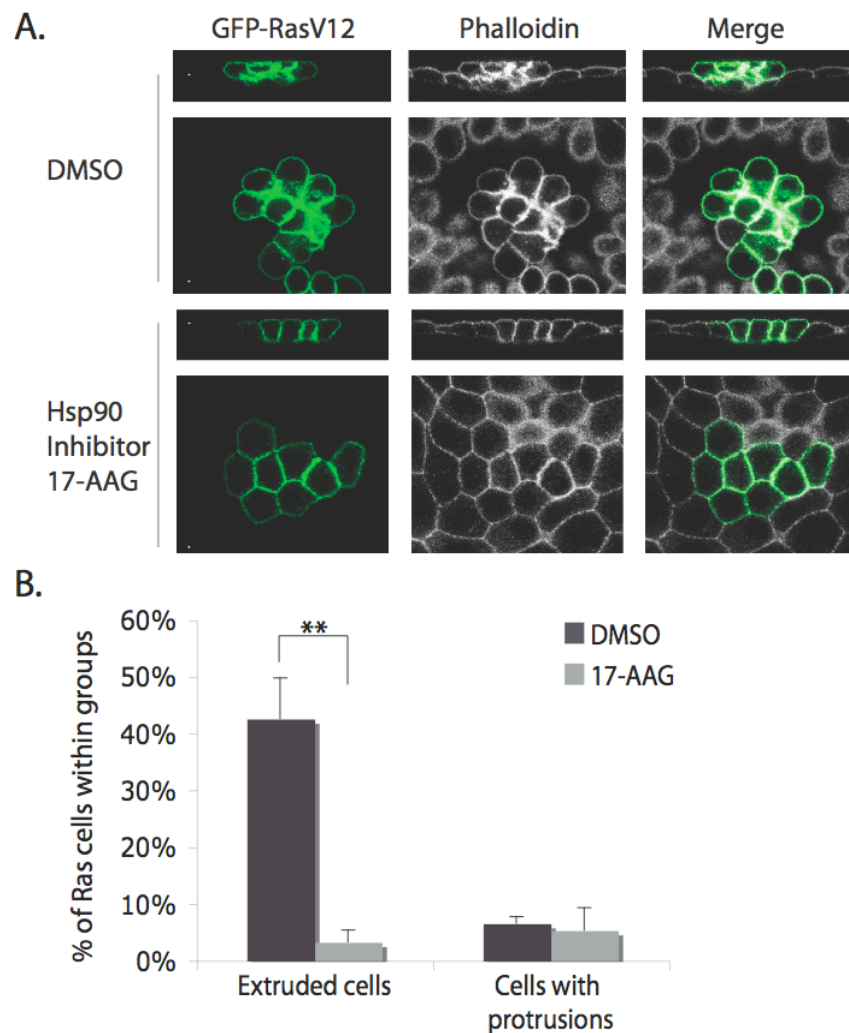 A.
GFP-RasV12 Phalloidin Merge
DMSO
Hsp90
Inhibitor
17-AAG
B.
% of Ras cells within groups
60%
50%
40%
30%
20%
10%
0%
**
DMSO
17-AAG
Extruded cells
Cells with
protrusions